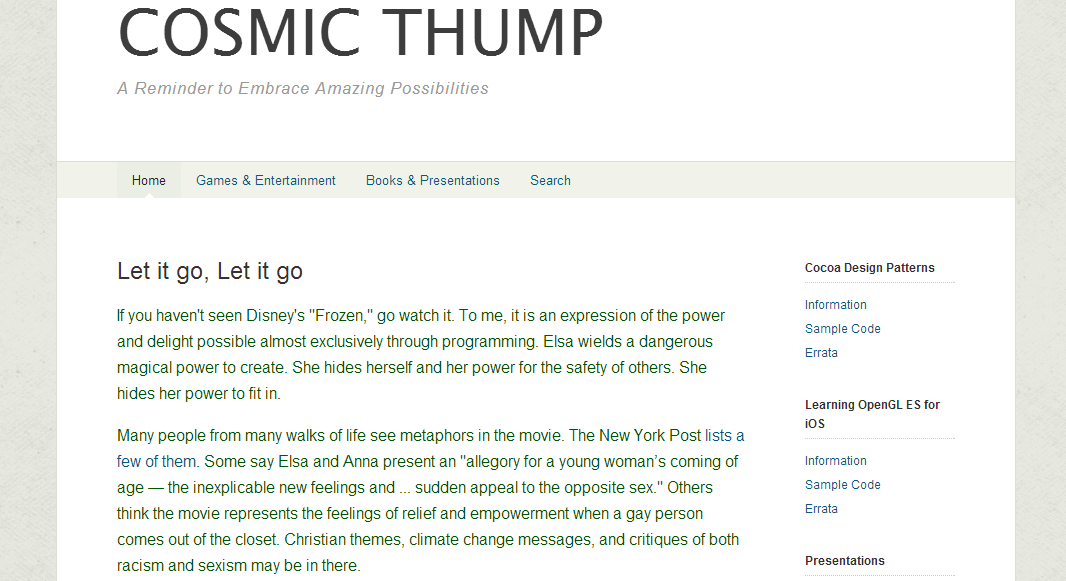 COSMIC THUMP
A Reminder to Embrace Amazing Possibilities
Home
Games & Entertainment
Books & Presentations
Search
Let it go, Let it go
If you haven't seen Disney's "Frozen," go watch it. To me, it is an expression of the power
and delight possible almost exclusively through programming. Elsa wields a dangerous
magical power to create. She hides herself and her power for the safety of others. She
hides her power to fit in.
Many people from many walks of life see metaphors in the movie. The New York Post lists a
few of them. Some say Elsa and Anna present an "allegory for a young woman’s coming of
age — the inexplicable new feelings and ... sudden appeal to the opposite sex." Others
think the movie represents the feelings of relief and empowerment when a gay person
comes out of the closet. Christian themes, climate change messages, and critiques of both
racism and sexism may be in there.
Cocoa Design Patterns
Information
Sample Code
Errata
Learning OpenGL ES for
iOS
Information
Sample Code
Errata
Presentations